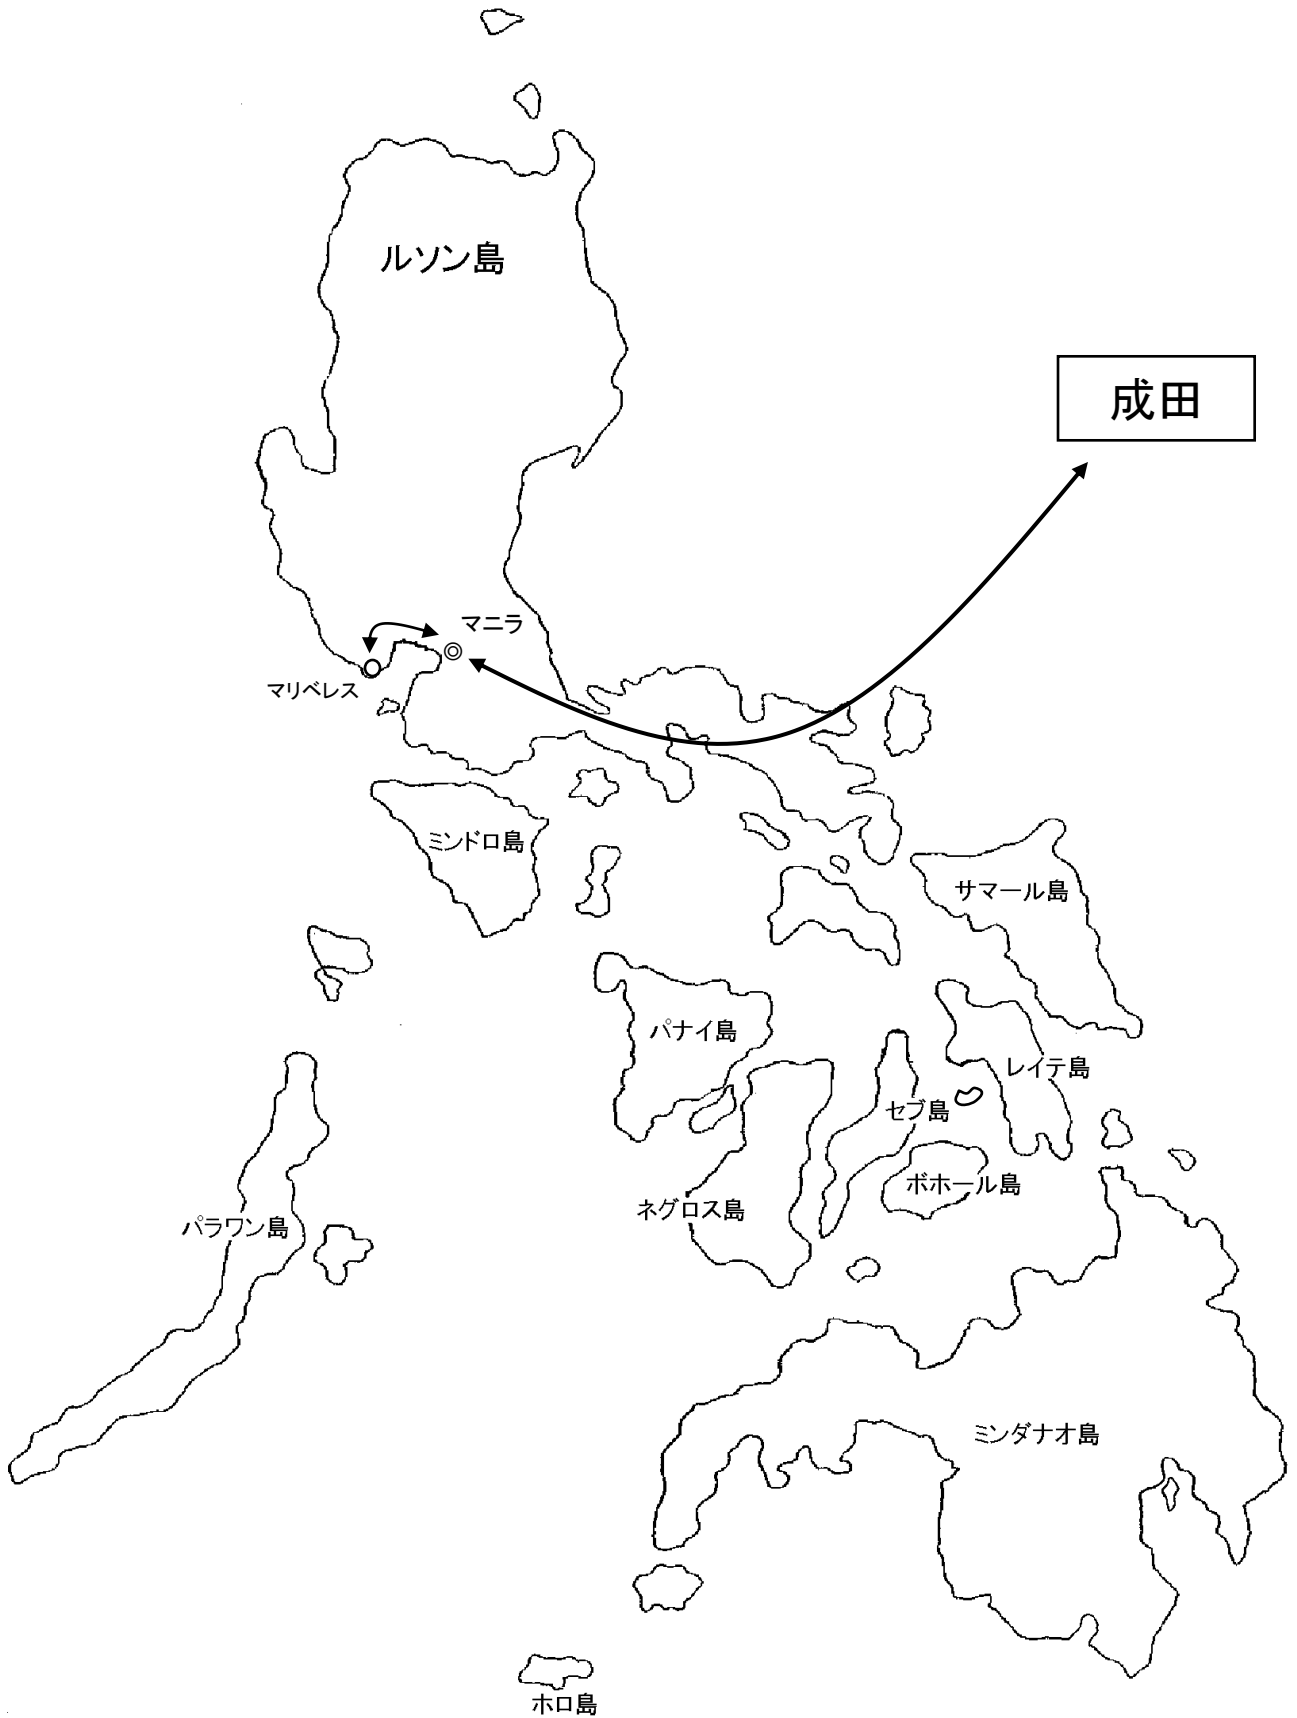 ルソン島
成田
マニラ
マリベレス
ミンドロ島
サマール島
パナイ島
レイテ島
セブ島
ボホール島
ネグロス島
パラワン島
ミンダナオ島
ホロ島